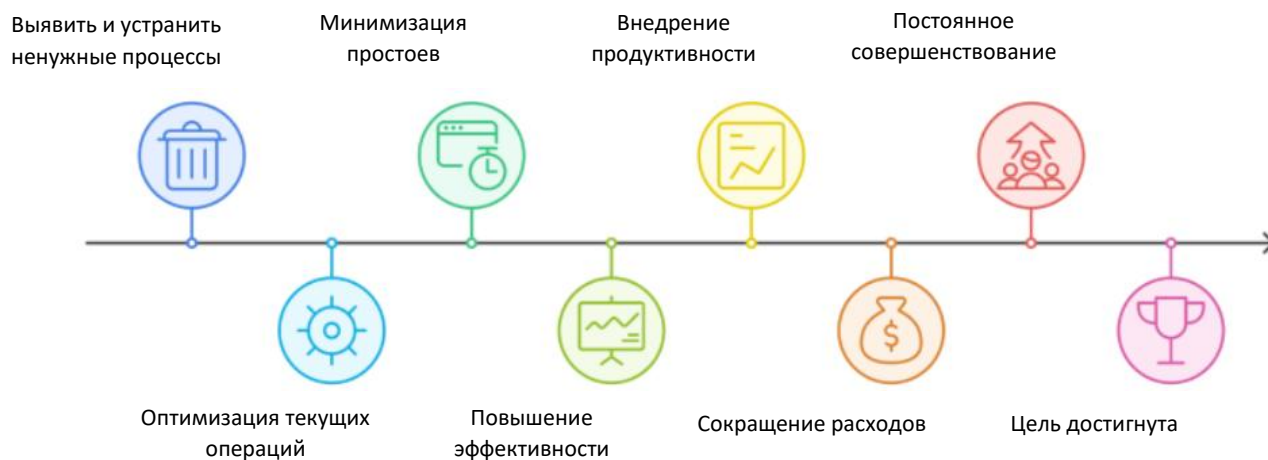 Выявить и устранить
ненужные процессы
Минимизация
простоев
Внедрение
продуктивности
Постоянное
совершенствование
$
Оптимизация текущих
операций
Повышение
эффективности
Сокращение расходов
Цель достигнута